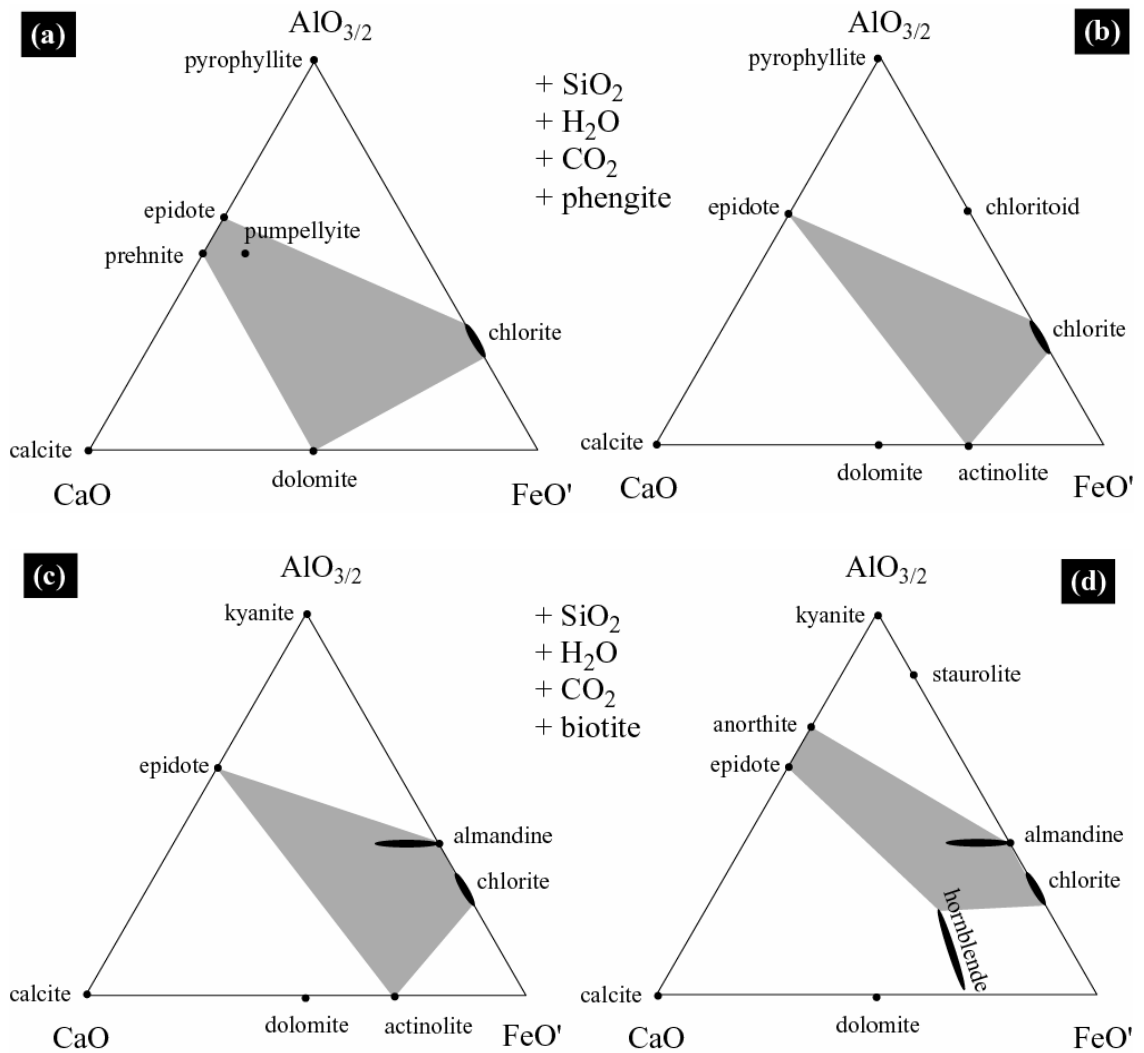 (a)
AlO3/2
pyrophyllite
epidote
pumpellyite
prehnite
chlorite
calcite
dolomite
CaO
FeO'
+ SiO2
+ H2O
+ CO2
+ phengite
(b)
AlO3/2
pyrophyllite
epidote
chloritoid
chlorite
calcite
dolomite
actinolite
CaO
FeO'
(c)
AlO3/2
kyanite
epidote
almandine
chlorite
calcite
dolomite
actinolite
CaO
FeO'
+ SiO2
+ H2O
+ CO2
+ biotite
(d)
AlO3/2
kyanite
staurolite
anorthite
epidote
almandine
chlorite
hornblende
calcite
dolomite
CaO
FeO'